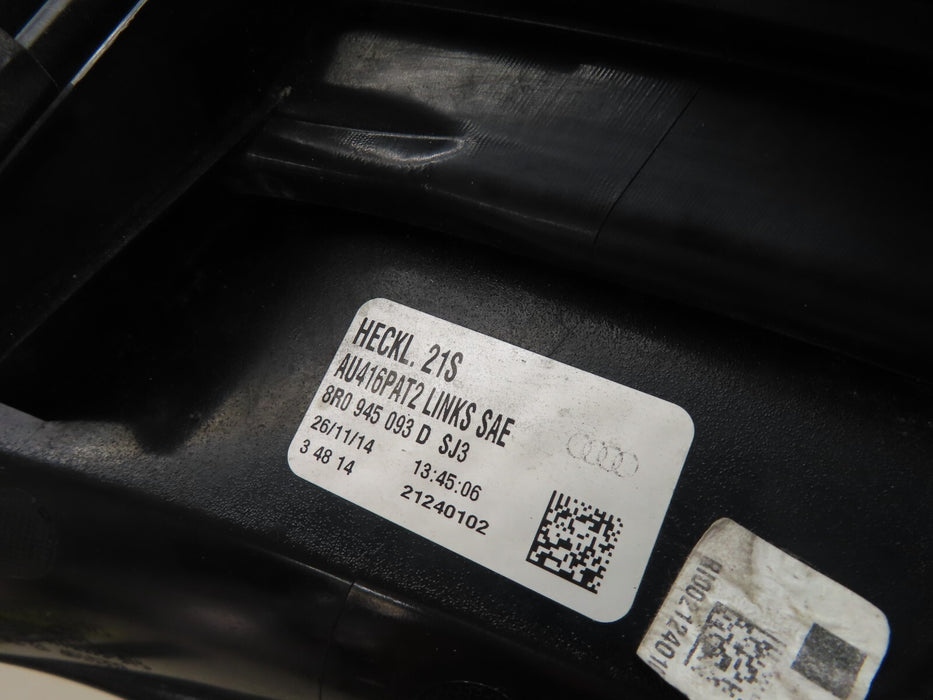 HECKL. 21S
AU416PAT2 LINKS SAE
8R0 945 093 D SJ3
26/11/14 13:45:06
3 48 14 21240102